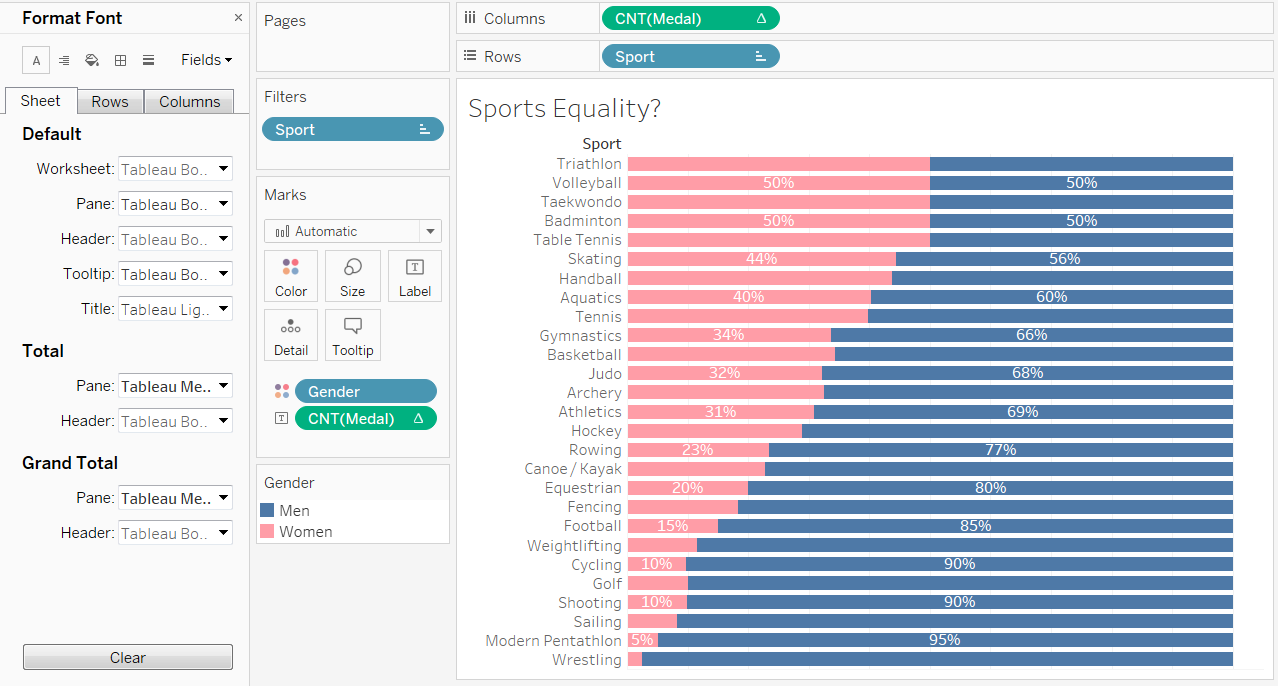 Format Font ×
A Fields
Sheet Rows Columns
Default
Worksheet: Tableau Bo..
Pane: Tableau Bo..
Header: Tableau Bo..
Tooltip: Tableau Bo..
Title: Tableau Lig..
Total
Pane: Tableau Me..
Header: Tableau Bo..
Grand Total
Pane: Tableau Me..
Header: Tableau Bo..
Clear
Pages
Filters
Sport
Marks
Automatic
Color Size T Label
Detail Tooltip
Gender
T CNT(Medal) Δ
Gender
Men
Women
Columns CNT(Medal) Δ
Rows Sport
Sports Equality?
Sport
Triathlon
Volleyball 50% 50%
Taekwondo
Badminton 50% 50%
Table Tennis
Skating 44% 56%
Handball
Aquatics 40% 60%
Tennis
Gymnastics 34% 66%
Basketball
Judo 32% 68%
Archery
Athletics 31% 69%
Hockey
Rowing 23% 77%
Canoe / Kayak
Equestrian 20% 80%
Fencing
Football 15% 85%
Weightlifting
Cycling 10% 90%
Golf
Shooting 10% 90%
Sailing
Modern Pentathlon 5% 95%
Wrestling